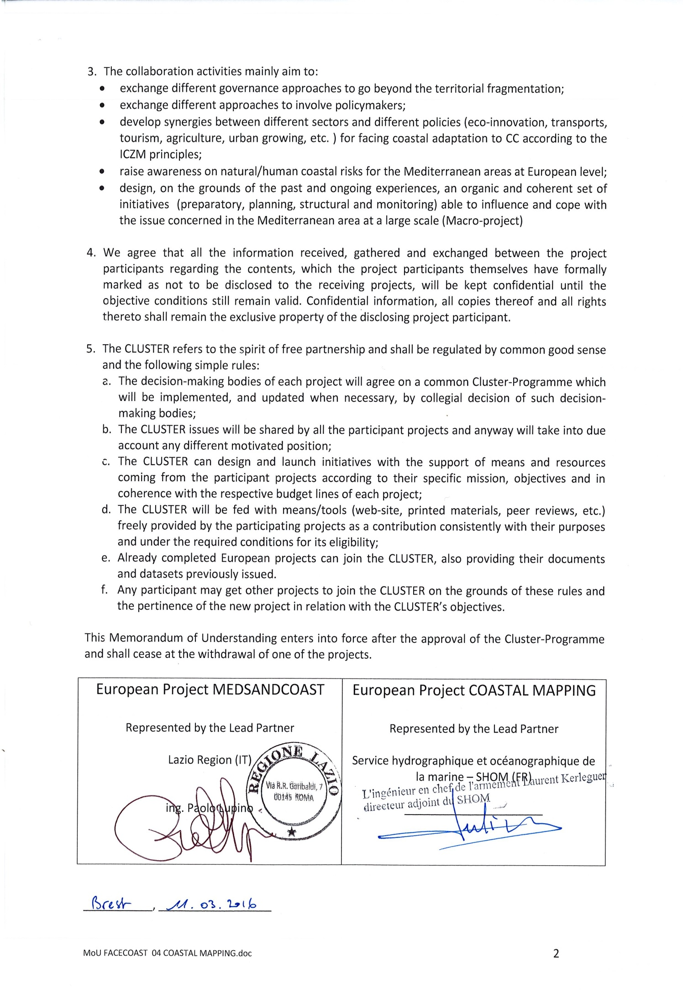 3. The collaboration activities mainly aim to:
• exchange different governance approaches to go beyond the territorial fragmentation;
• exchange different approaches to involve policymakers;
• develop synergies between different sectors and different policies (eco-innovation, transports,
tourism, agriculture, urban growing, etc. ) for facing coastal adaptation to CC according to the
ICZM principles;
• raise awareness on natural/human coastal risks for the Mediterranean areas at European level;
• design, on the grounds of the past and ongoing experiences, an organic and coherent set of
initiatives (preparatory, planning, structural and monitoring) able to influence and cope with
the issue concerned in the Mediterranean area at a large scale (Macro-project)
4. We agree that all the information received, gathered and exchanged between the project
participants regarding the contents, which the project participants themselves have formally
marked as not to be disclosed to the receiving projects, will be kept confidential until the
objective conditions still remain valid. Confidential information, all copies thereof and all rights
thereto shall remain the exclusive property of the disclosing project participant.
5. The CLUSTER refers to the spirit of free partnership and shall be regulated by common good sense
and the following simple rules:
a. The decision-making bodies of each project will agree on a common Cluster-Programme which
will be implemented, and updated when necessary, by collegial decision of such decision-
making bodies;
b. The CLUSTER issues will be shared by all the participant projects and anyway will take into due
account any different motivated position;
c. The CLUSTER can design and launch initiatives with the support of means and resources
coming from the participant projects according to their specific mission, objectives and in
coherence with the respective budget lines of each project;
d. The CLUSTER will be fed with means/tools (web-site, printed materials, peer reviews, etc.)
freely provided by the participating projects as a contribution consistently with their purposes
and under the required conditions for its eligibility;
e. Already completed European projects can join the CLUSTER, also providing their documents
and datasets previously issued.
f. Any participant may get other projects to join the CLUSTER on the grounds of these rules and
the pertinence of the new project in relation with the CLUSTER's objectives.
This Memorandum of Understanding enters into force after the approval of the Cluster-Programme
and shall cease at the withdrawal of one of the projects.
European Project MEDSANDCOAST
Represented by the Lead Partner
Lazio Region (IT)
REGIONE LAZIO
Via R.R. Garibaldi, 7
00145 ROMA
ing. Paolo Lupino
European Project COASTAL MAPPING
Represented by the Lead Partner
Service hydrographique et océanographique de
la marine – SHOM (FR)
L'ingénieur en chef de l'armement Laurent Kerleguer
directeur adjoint du SHOM
Brest , 11.03.2016
MoU FACECOAST 04 COASTAL MAPPING.doc 2